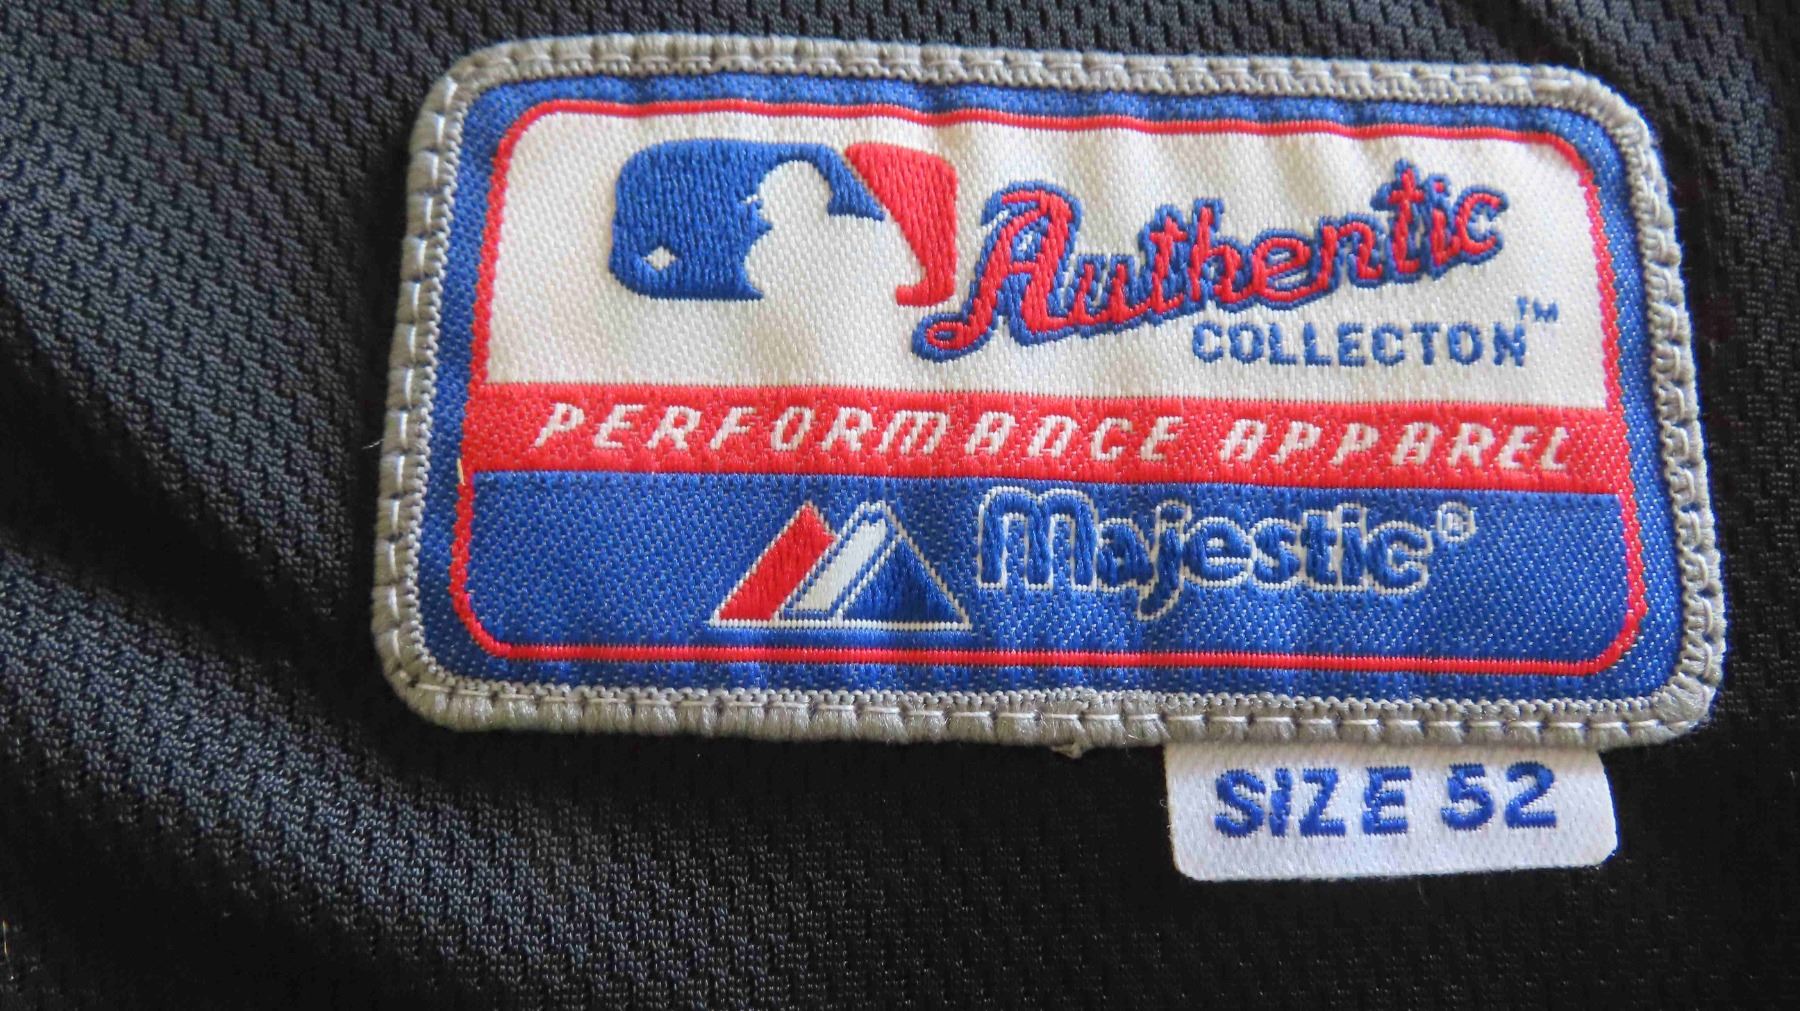 Authentic
COLLECTON™
PERFORMANCE APPAREL
Majestic®
SIZE 52